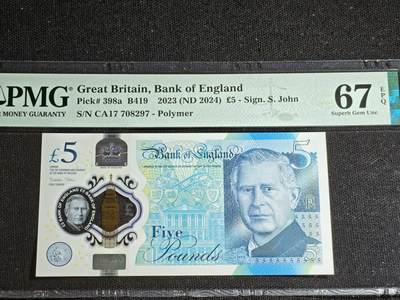 PMG
MONEY GUARANTY
Great Britain, Bank of England
Pick# 398a B419 2023 (ND 2024) £5 - Sign. S. John
S/N CA17 708297 - Polymer
67 EPQ
Superb Gem Unc
£5
Bank of England
5
Five
Pounds